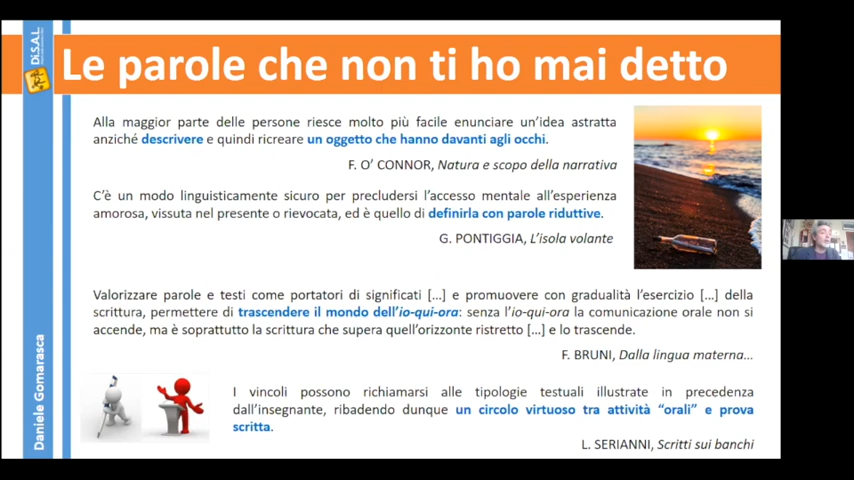 Di.S.A.L.
Le parole che non ti ho mai detto
Alla maggior parte delle persone riesce molto più facile enunciare un'idea astratta
anziché descrivere e quindi ricreare un oggetto che hanno davanti agli occhi.
F. O' CONNOR, Natura e scopo della narrativa
C'è un modo linguisticamente sicuro per precludersi l'accesso mentale all'esperienza
amorosa, vissuta nel presente o rievocata, ed è quello di definirla con parole riduttive.
G. PONTIGGIA, L'isola volante
Valorizzare parole e testi come portatori di significati [...] e promuovere con gradualità l'esercizio [...] della
scrittura, permettere di trascendere il mondo dell'io-qui-ora: senza l'io-qui-ora la comunicazione orale non si
accende, ma è soprattutto la scrittura che supera quell'orizzonte ristretto [...] e lo trascende.
F. BRUNI, Dalla lingua materna...
I vincoli possono richiamarsi alle tipologie testuali illustrate in precedenza
dall'insegnante, ribadendo dunque un circolo virtuoso tra attività "orali" e prova
scritta.
L. SERIANNI, Scritti sui banchi
Daniele Gomarasca